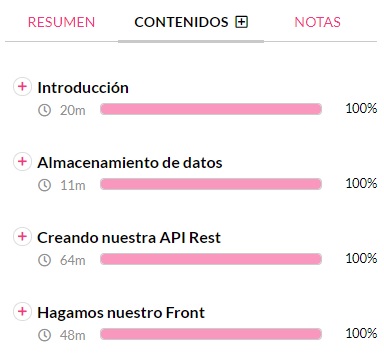 RESUMEN CONTENIDOS NOTAS
Introducción
20m 100%
Almacenamiento de datos
11m 100%
Creando nuestra API Rest
64m 100%
Hagamos nuestro Front
48m 100%